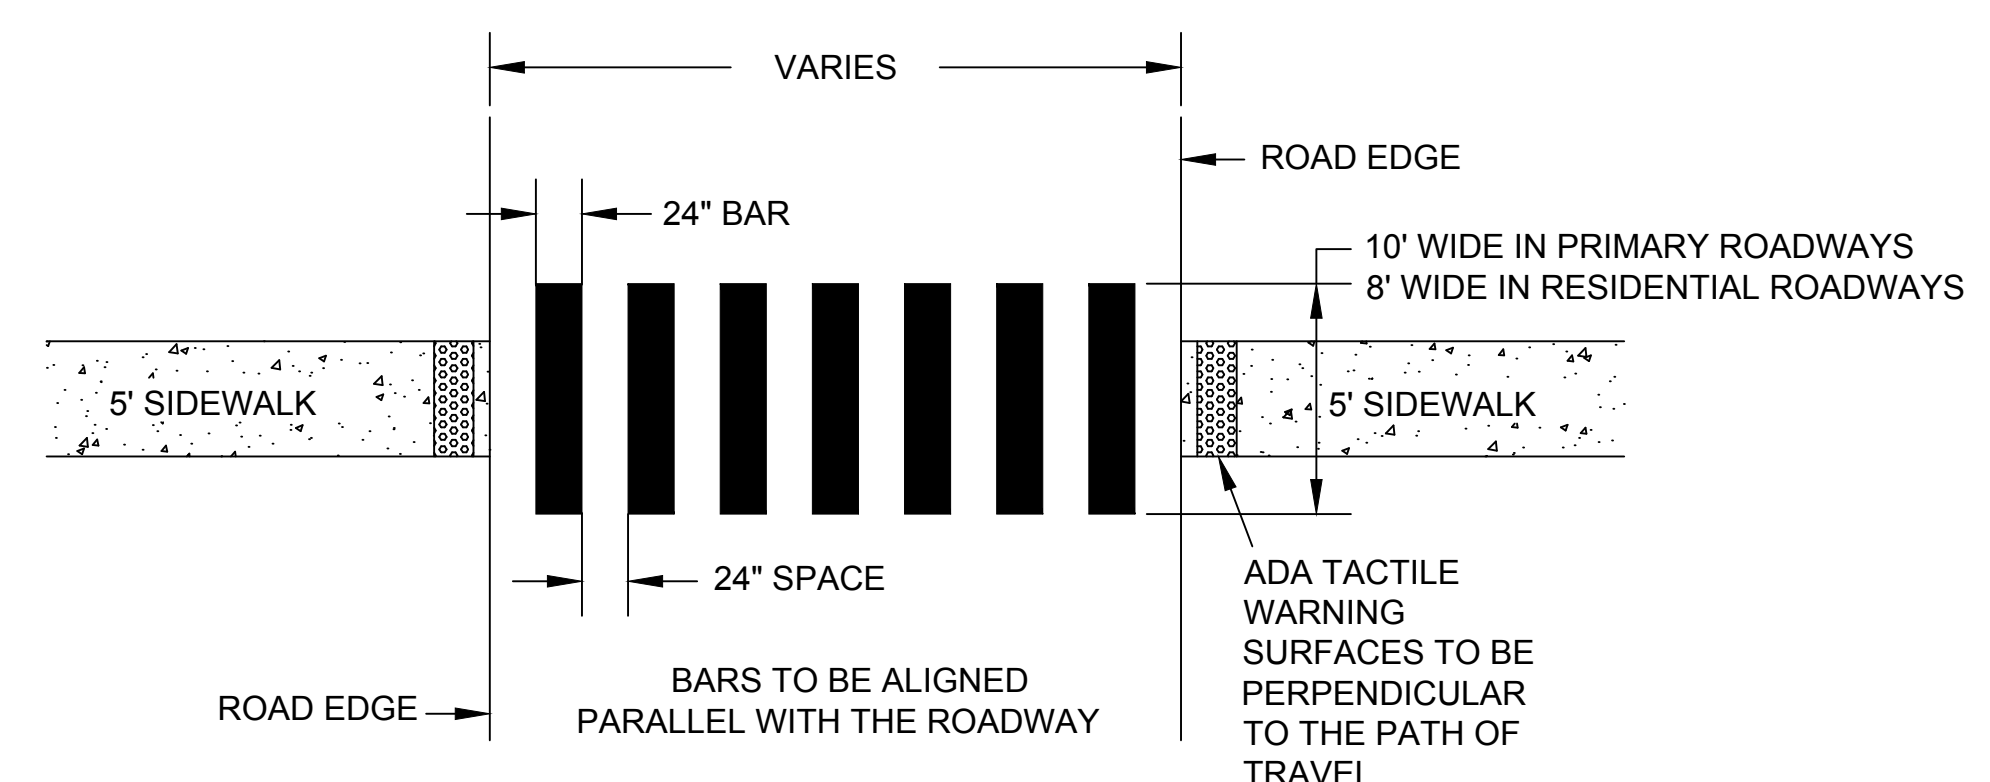 VARIES
ROAD EDGE
24" BAR
10' WIDE IN PRIMARY ROADWAYS
8' WIDE IN RESIDENTIAL ROADWAYS
5' SIDEWALK
5' SIDEWALK
24" SPACE
ADA TACTILE
WARNING
SURFACES TO BE
PERPENDICULAR
TO THE PATH OF
TRAVEL
BARS TO BE ALIGNED
PARALLEL WITH THE ROADWAY
ROAD EDGE